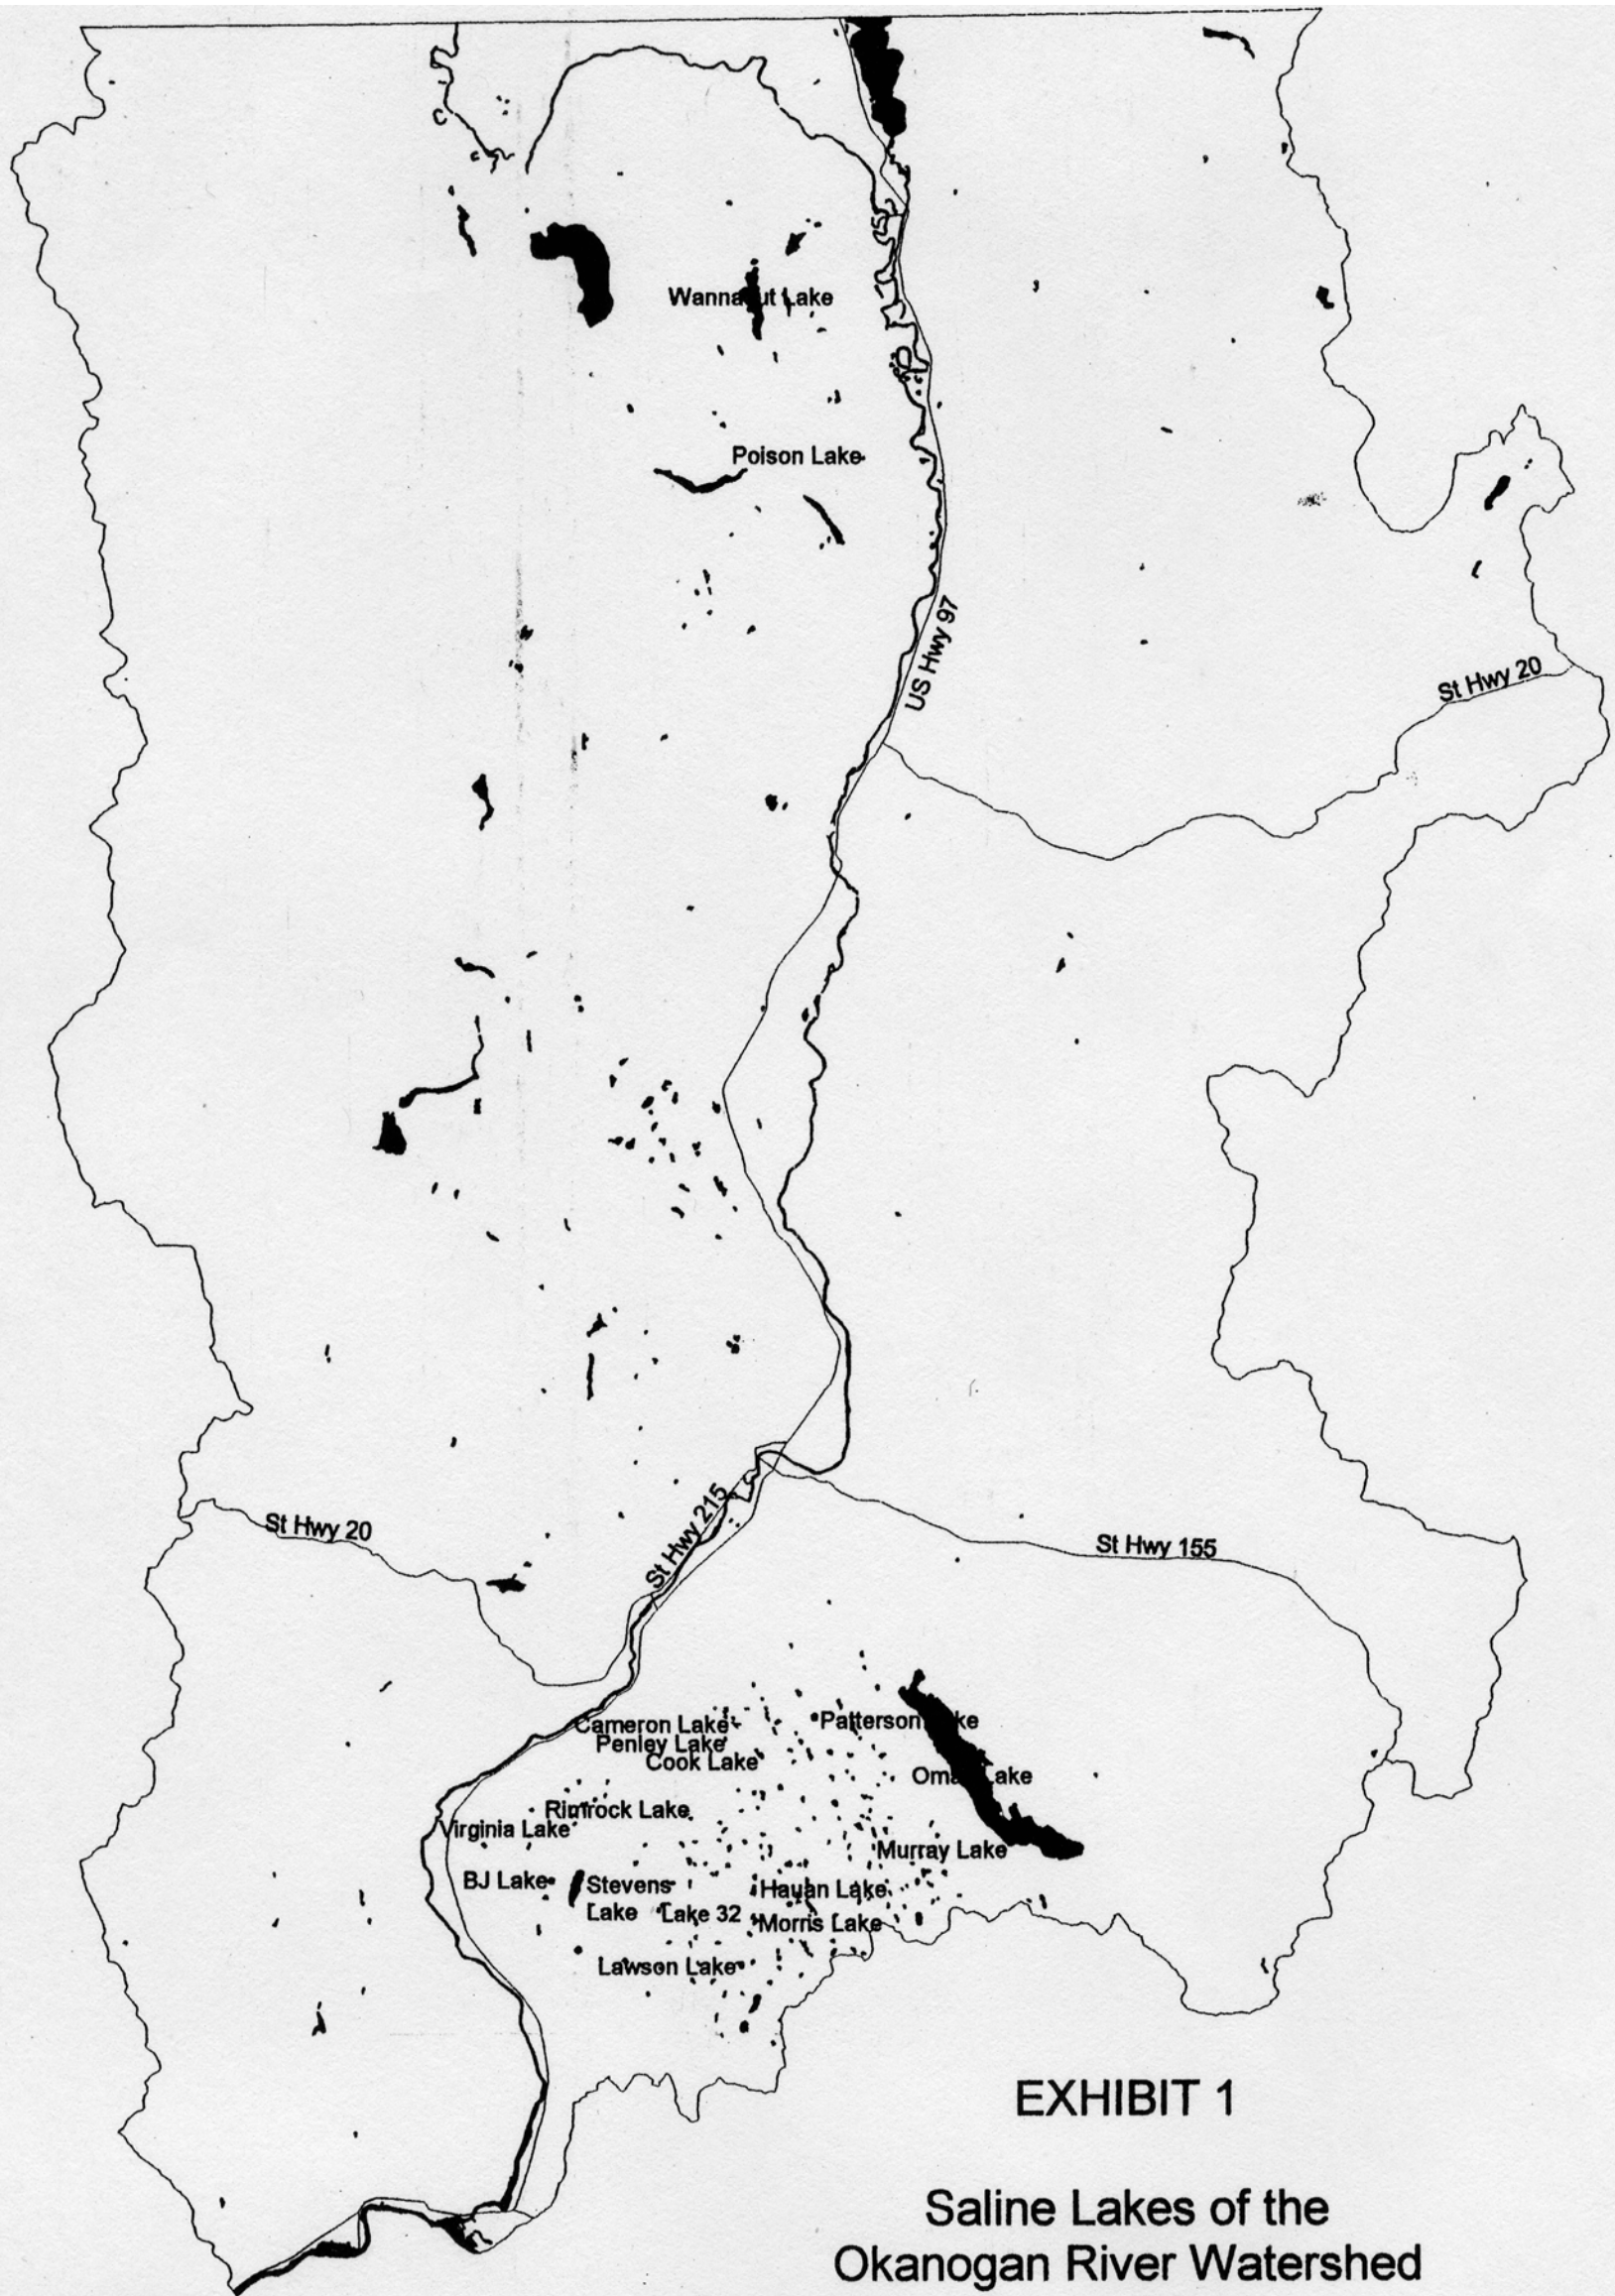 Wannacut Lake
Poison Lake
US Hwy 97
St Hwy 20
St Hwy 215
St Hwy 20
St Hwy 155
Cameron Lake
Patterson Lake
Penley Lake
Cook Lake
Omak Lake
Rimrock Lake
Virginia Lake
Murray Lake
BJ Lake
Stevens
Lake
Hauan Lake
Lake 32
Morris Lake
Lawson Lake
EXHIBIT 1
Saline Lakes of the
Okanogan River Watershed